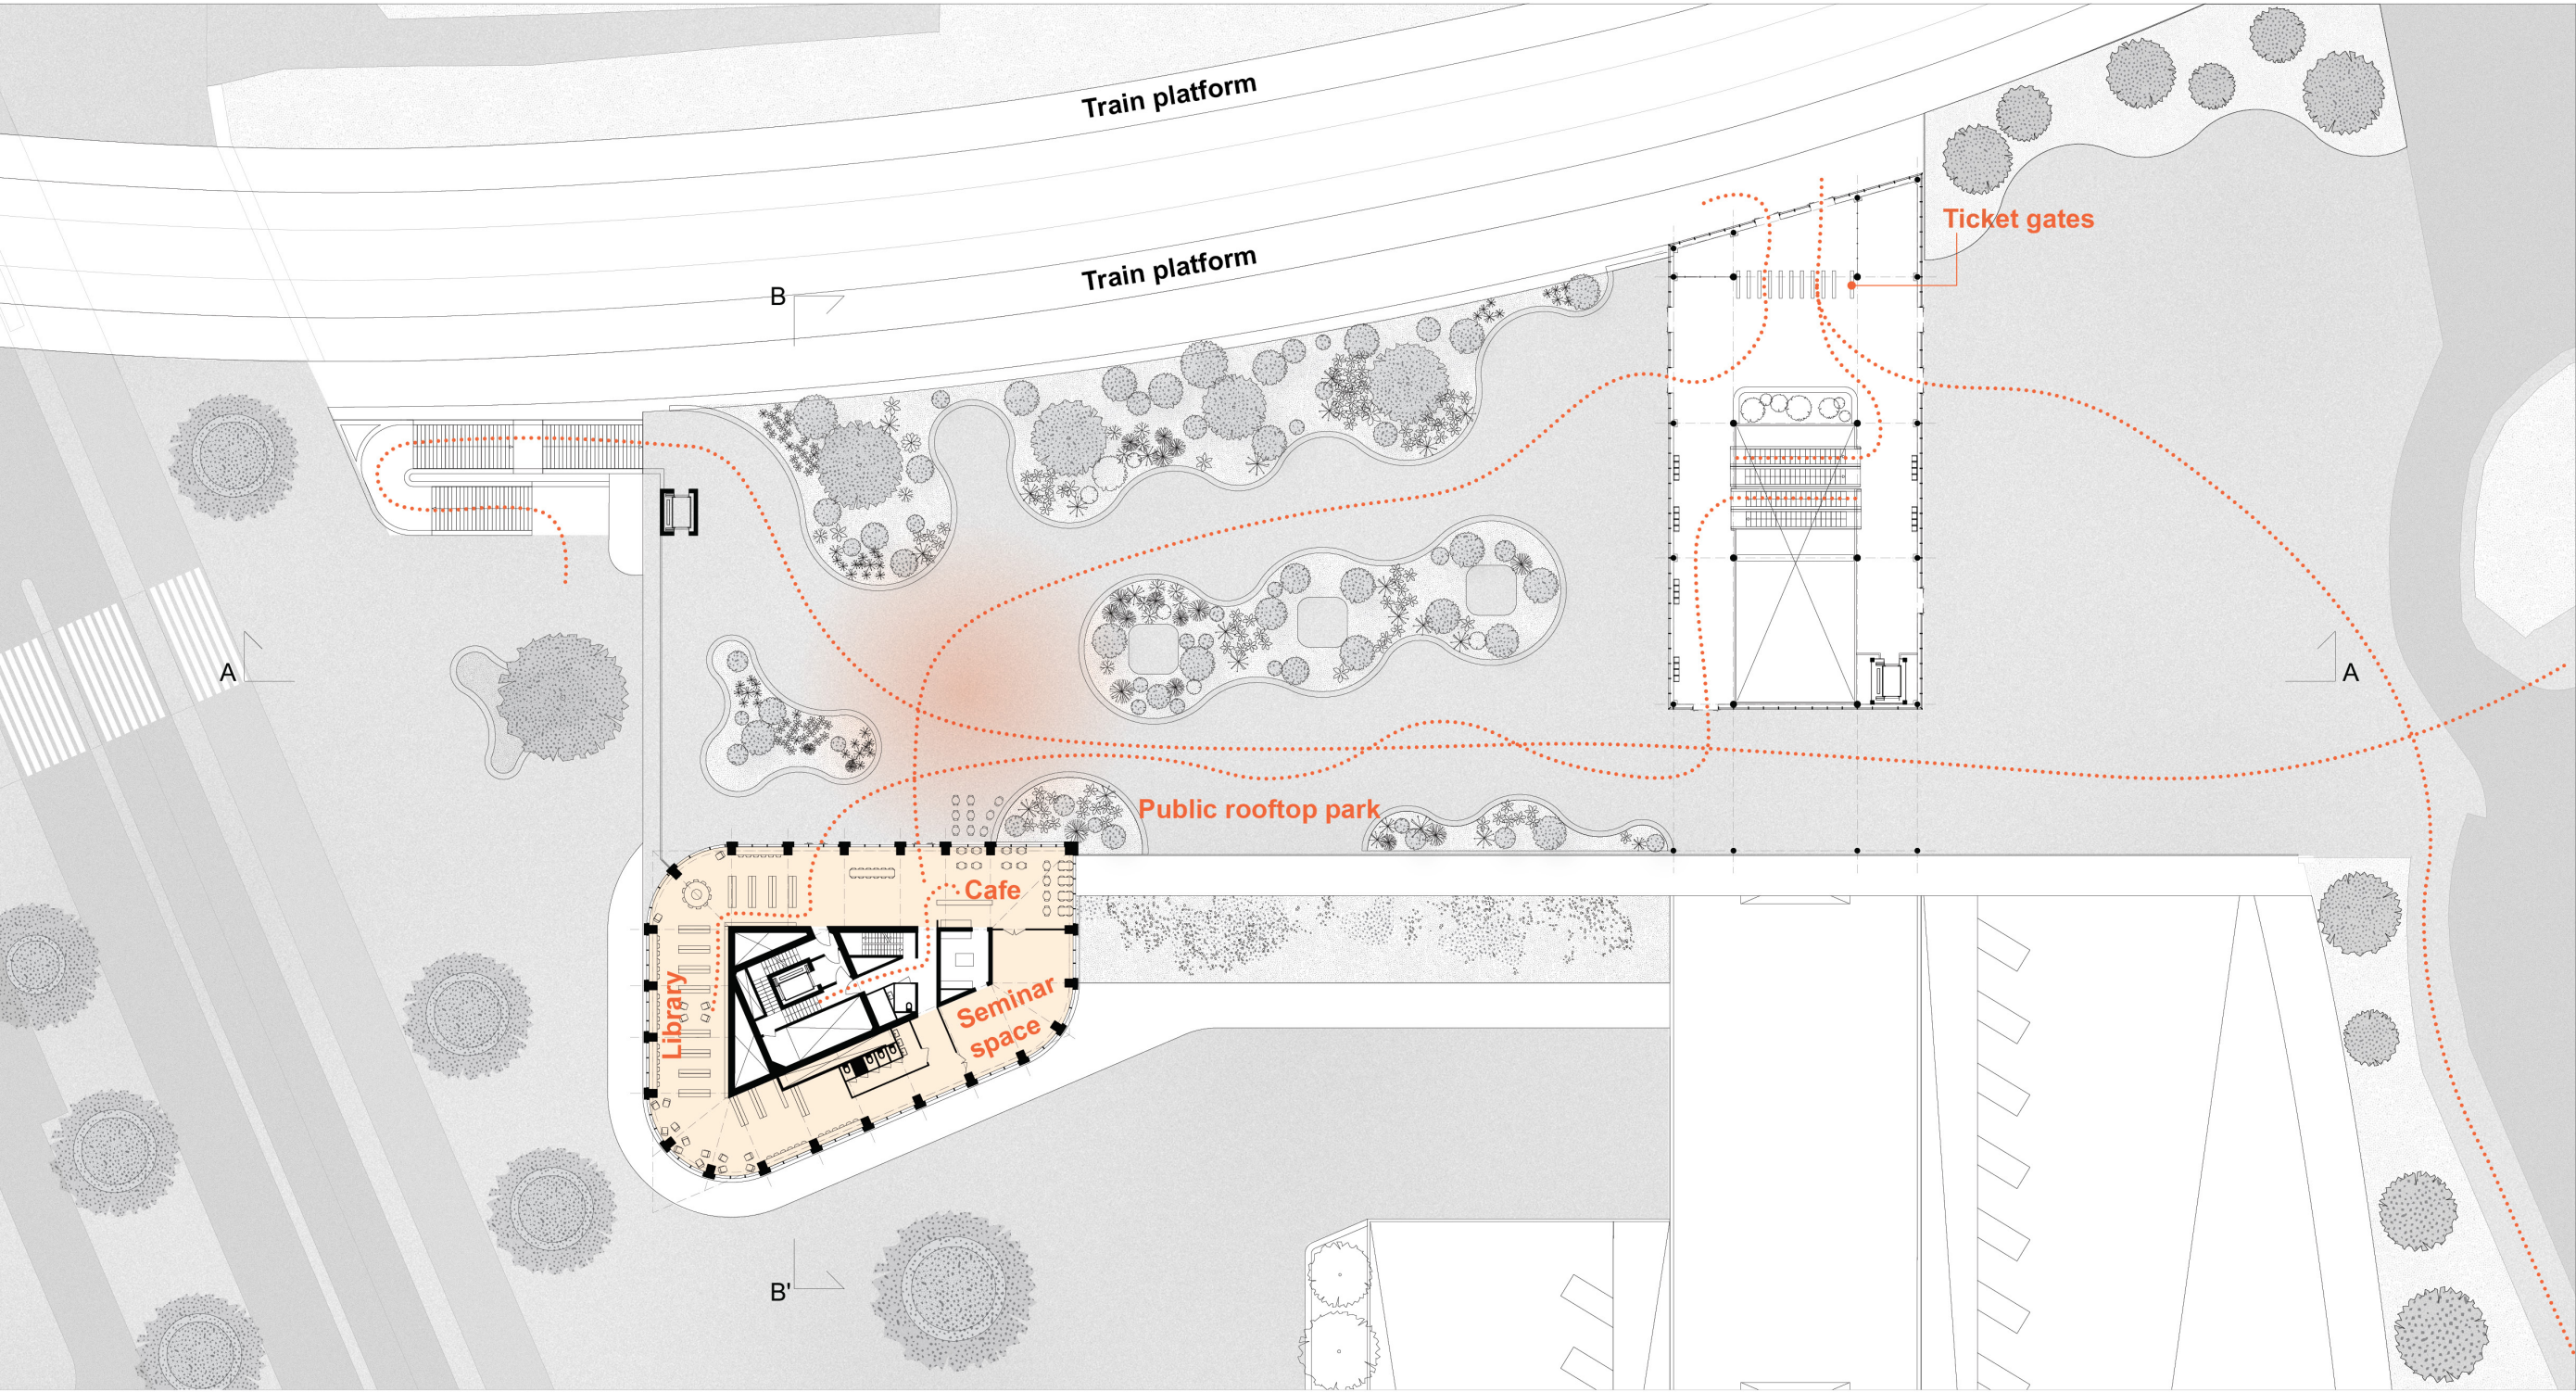 Train platform
Ticket gates
Train platform
B
A
A
Public rooftop park
Cafe
Library
Seminar
space
B'